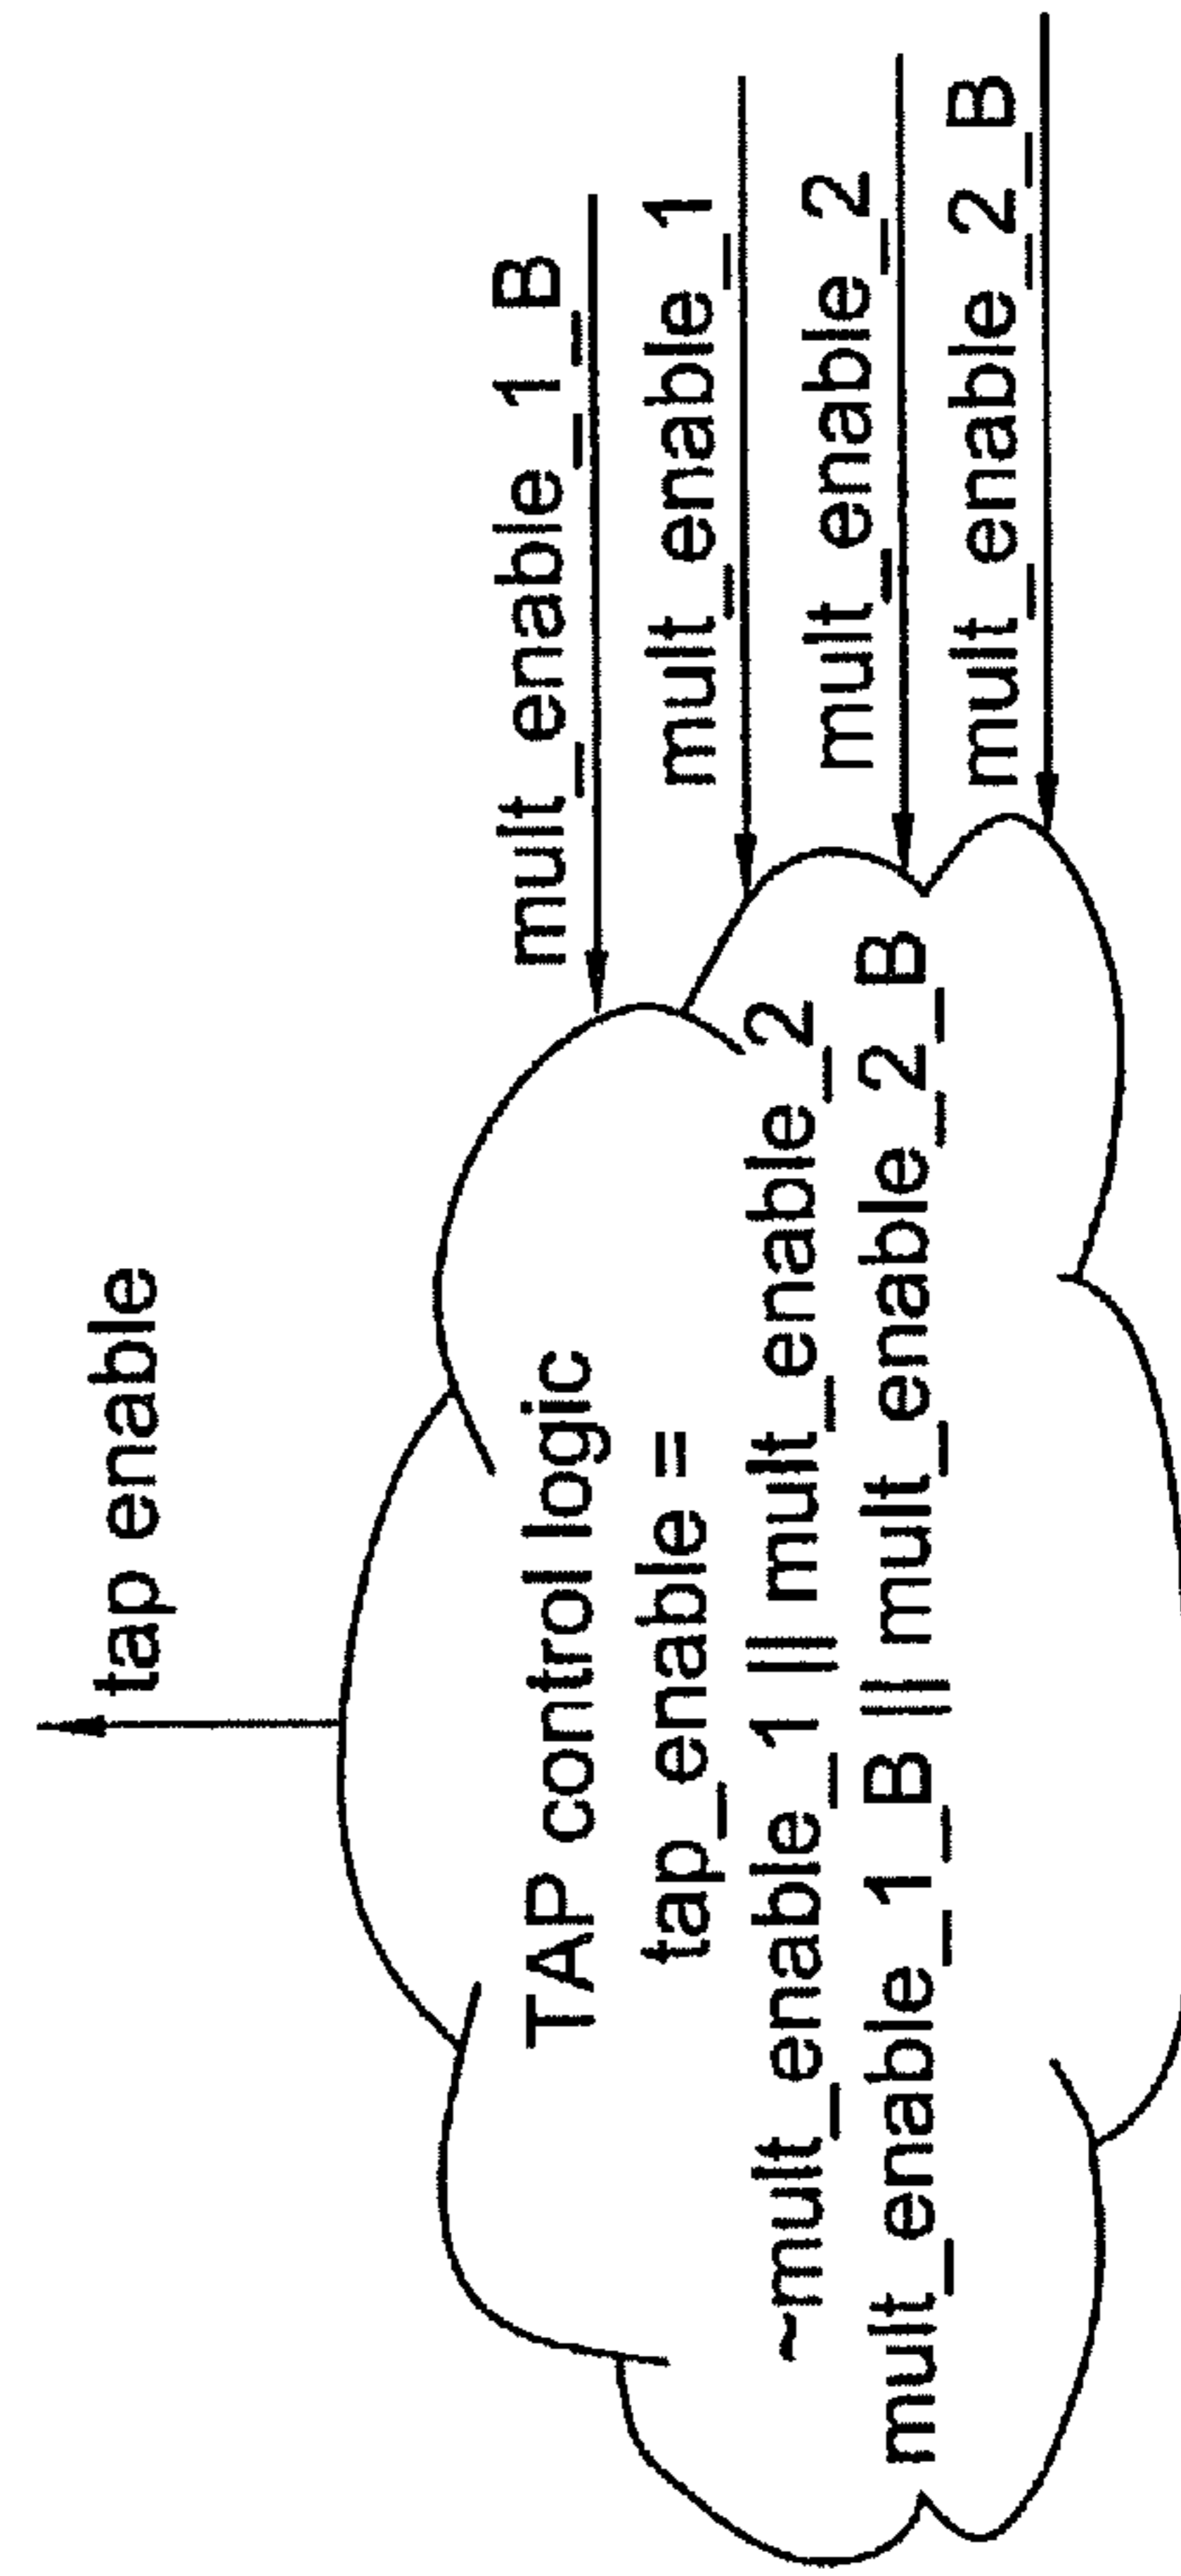 tap enable
TAP control logic
tap_enable =
~mult_enable_1 || mult_enable_2
mult_enable_1_B || mult_enable_2_B
mult_enable_1_B
mult_enable_1
mult_enable_2
mult_enable_2_B